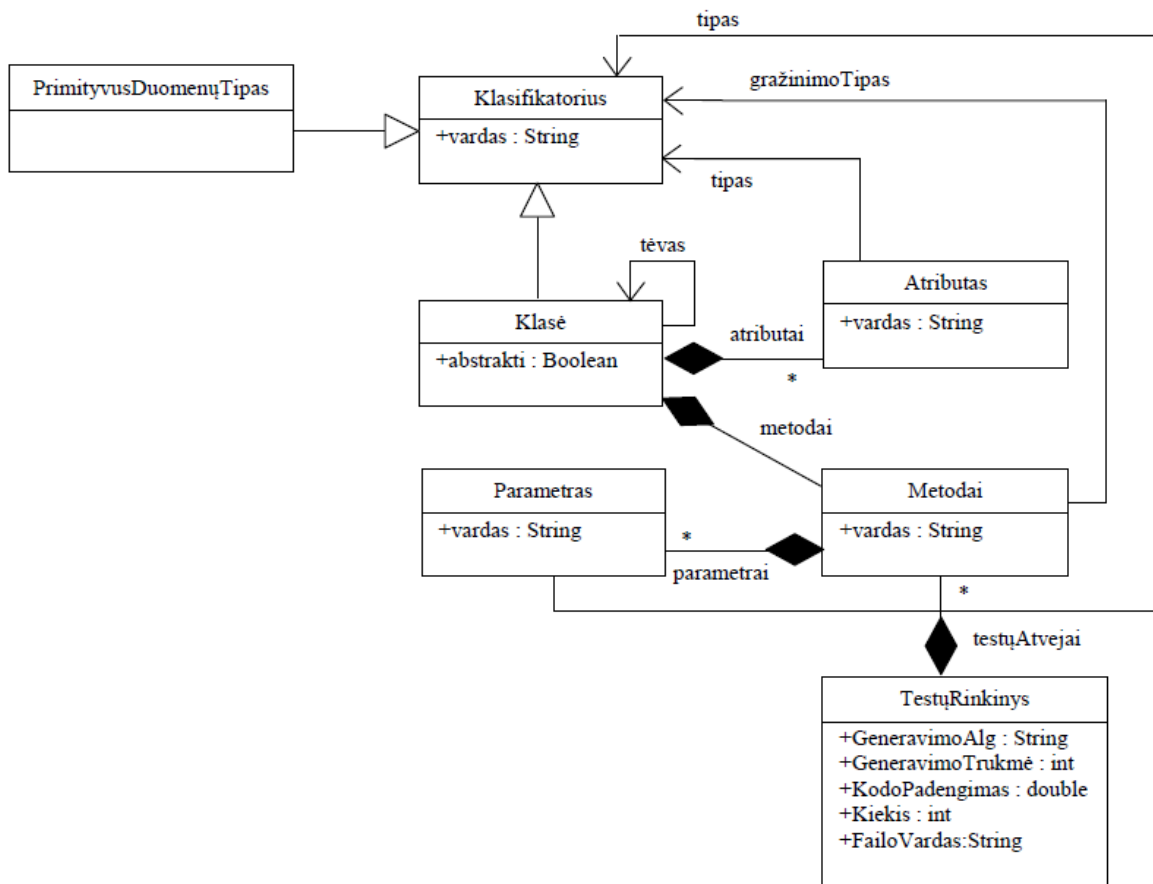 tipas
PrimityvusDuomenųTipas
Klasifikatorius
+vardas : String
gražinimoTipas
tipas
tėvas
Klasė
+abstrakti : Boolean
atributai
*
Atributas
+vardas : String
metodai
Parametras
+vardas : String
*
parametrai
Metodai
+vardas : String
*
testųAtvejai
TestųRinkinys
+GeneravimoAlg : String
+GeneravimoTrukmė : int
+KodoPadengimas : double
+Kiekis : int
+FailoVardas:String